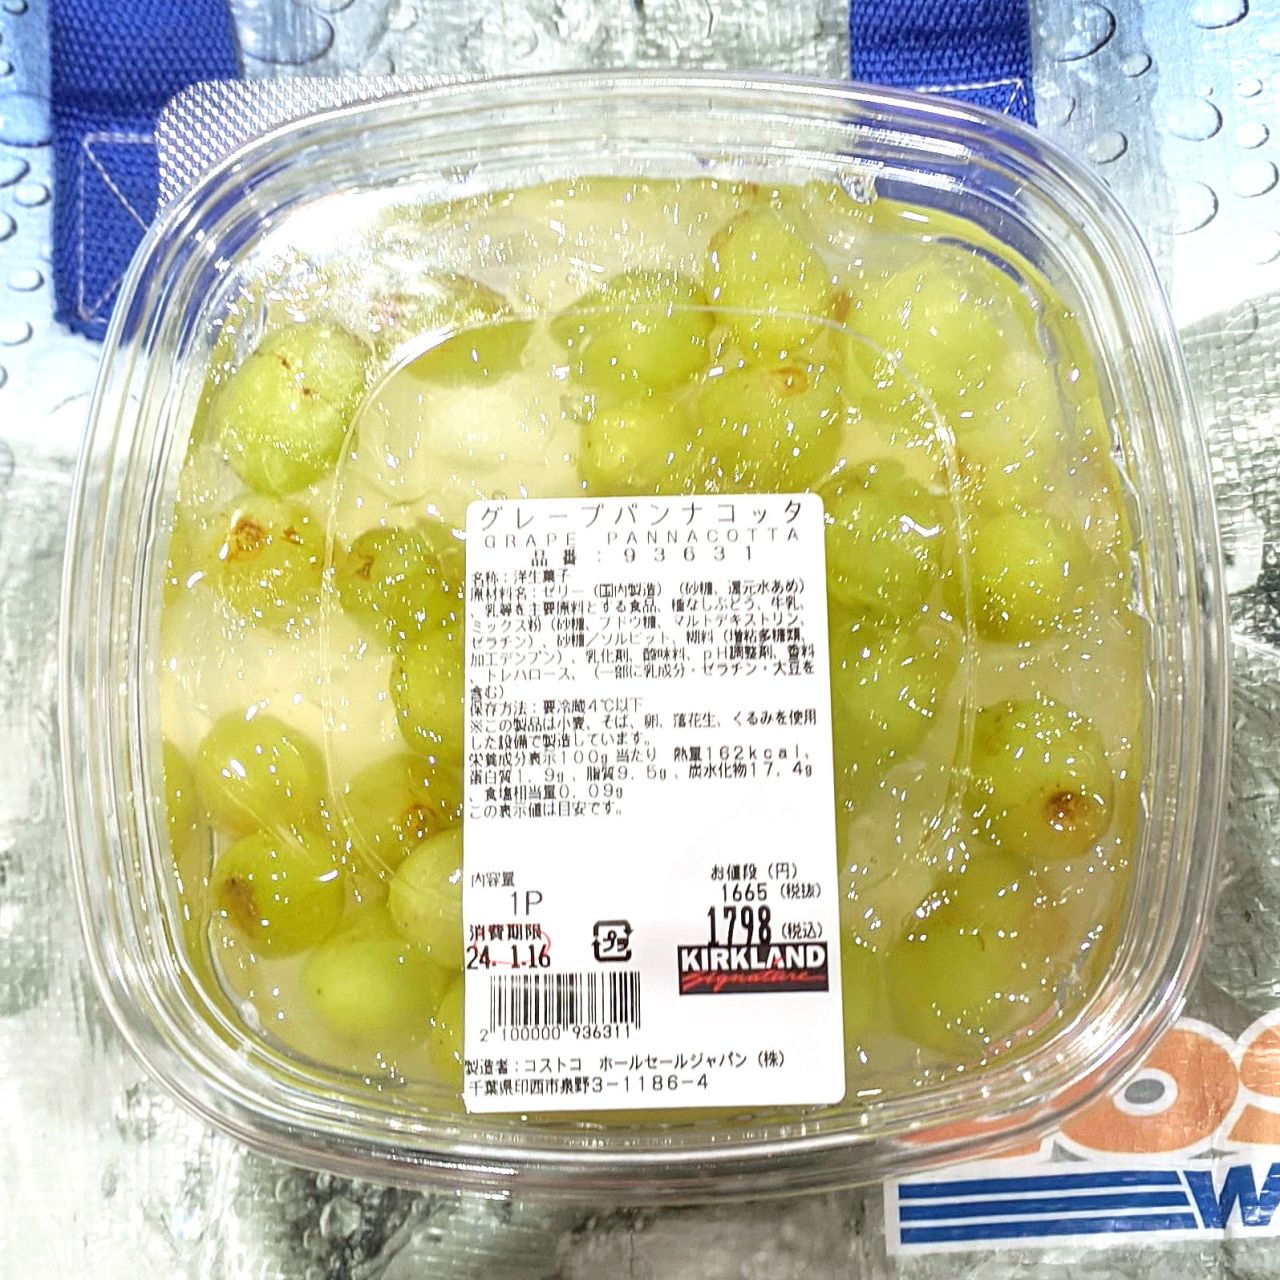 グレープパンナコッタ
GRAPE PANNACOTTA
品番：93631
名称：洋生菓子
原材料名：ゼリー（国内製造）（砂糖、還元水あめ）
、乳等を主要原料とする食品、種なしぶどう、牛乳、
ミックス粉（砂糖、ブドウ糖、マルトデキストリン、
ゼラチン）、砂糖／ソルビット、糊料（増粘多糖類、
加工デンプン）、乳化剤、酸味料、pH調整剤、香料
、トレハロース、（一部に乳成分・ゼラチン・大豆を
含む）
保存方法：要冷蔵4℃以下
※この製品は小麦、そば、卵、落花生、くるみを使用
した設備で製造しています。
栄養成分表示100g当たり 熱量162kcal、
蛋白質1.9g、脂質9.5g、炭水化物17.4g
、食塩相当量0.09g
この表示値は目安です。
内容量
1P
お値段（円）
1665（税抜）
1798（税込）
消費期限
24. 1.16
プラ
KIRKLAND
Signature
2 100000 936311
製造者：コストコ ホールセールジャパン（株）
千葉県印西市泉野3-1186-4
OS
W